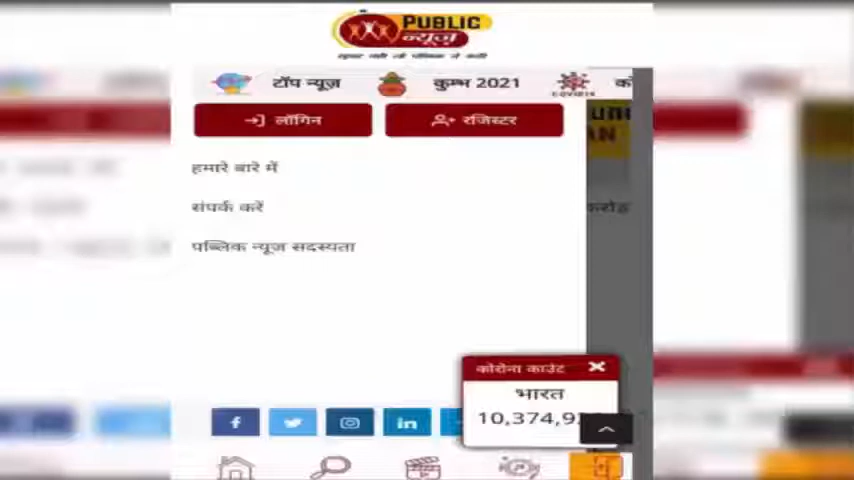 PUBLIC
न्यूज़
टॉप न्यूज़ कुम्भ 2021
लॉगिन रजिस्टर
हमारे बारे में
संपर्क करें
पब्लिक न्यूज सदस्यता
कोरोना काउंट
भारत